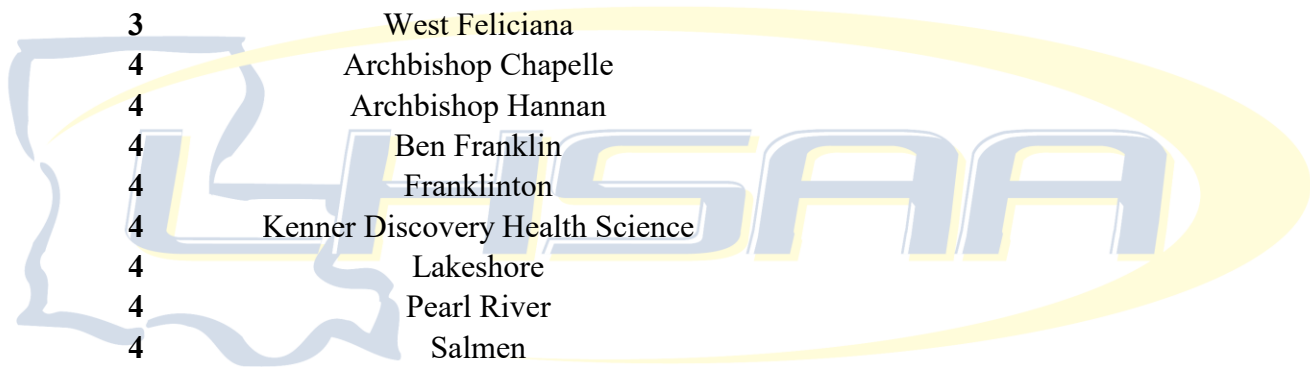 3 West Feliciana
4 Archbishop Chapelle
4 Archbishop Hannan
4 Ben Franklin
4 Franklinton
4 Kenner Discovery Health Science
4 Lakeshore
4 Pearl River
4 Salmen
LHSAA